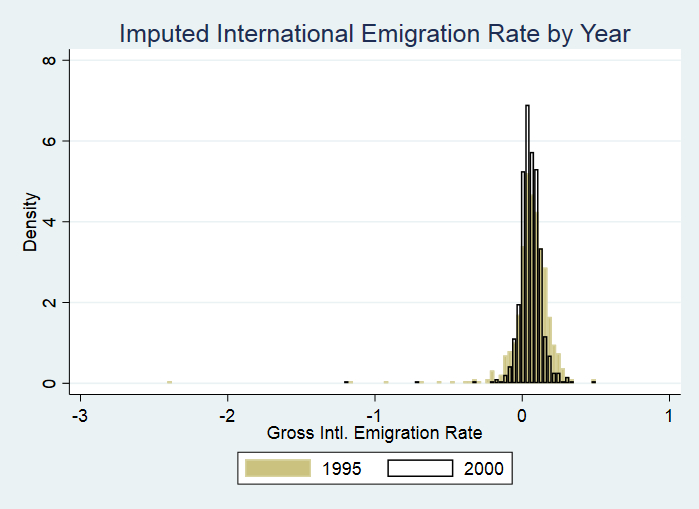 Imputed International Emigration Rate by Year
8
6
4
2
0
Density
-3 -2 -1 0 1
Gross Intl. Emigration Rate
1995 2000